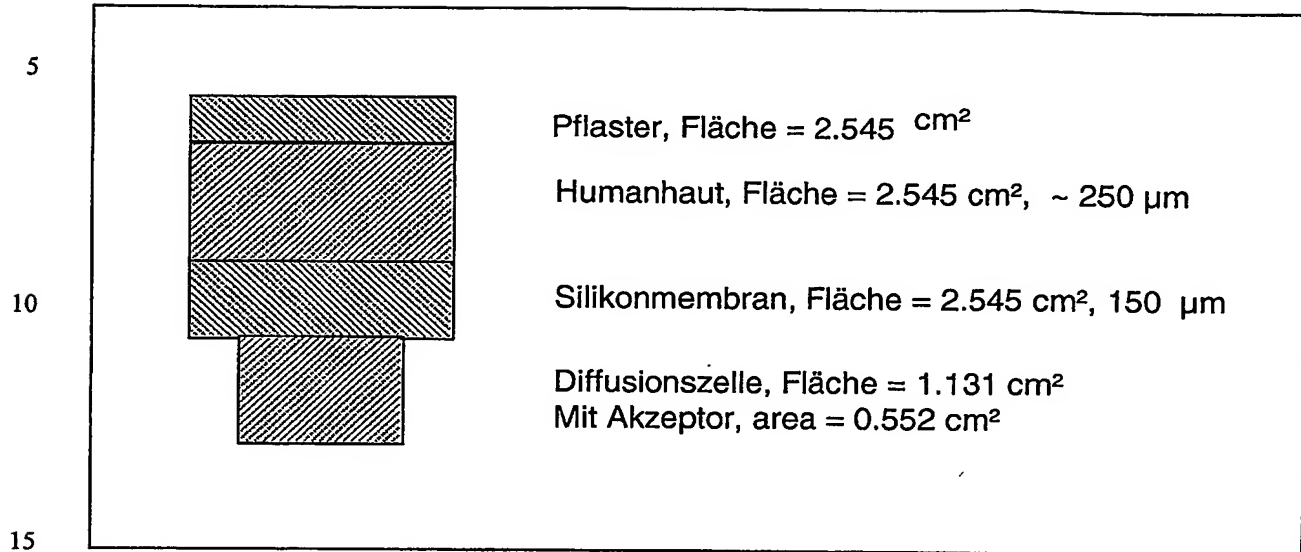 5
Pflaster, Fläche = 2.545 cm²
Humanhaut, Fläche = 2.545 cm², ~ 250 µm
10
Silikonmembran, Fläche = 2.545 cm², 150 µm
Diffusionszelle, Fläche = 1.131 cm²
Mit Akzeptor, area = 0.552 cm²
15